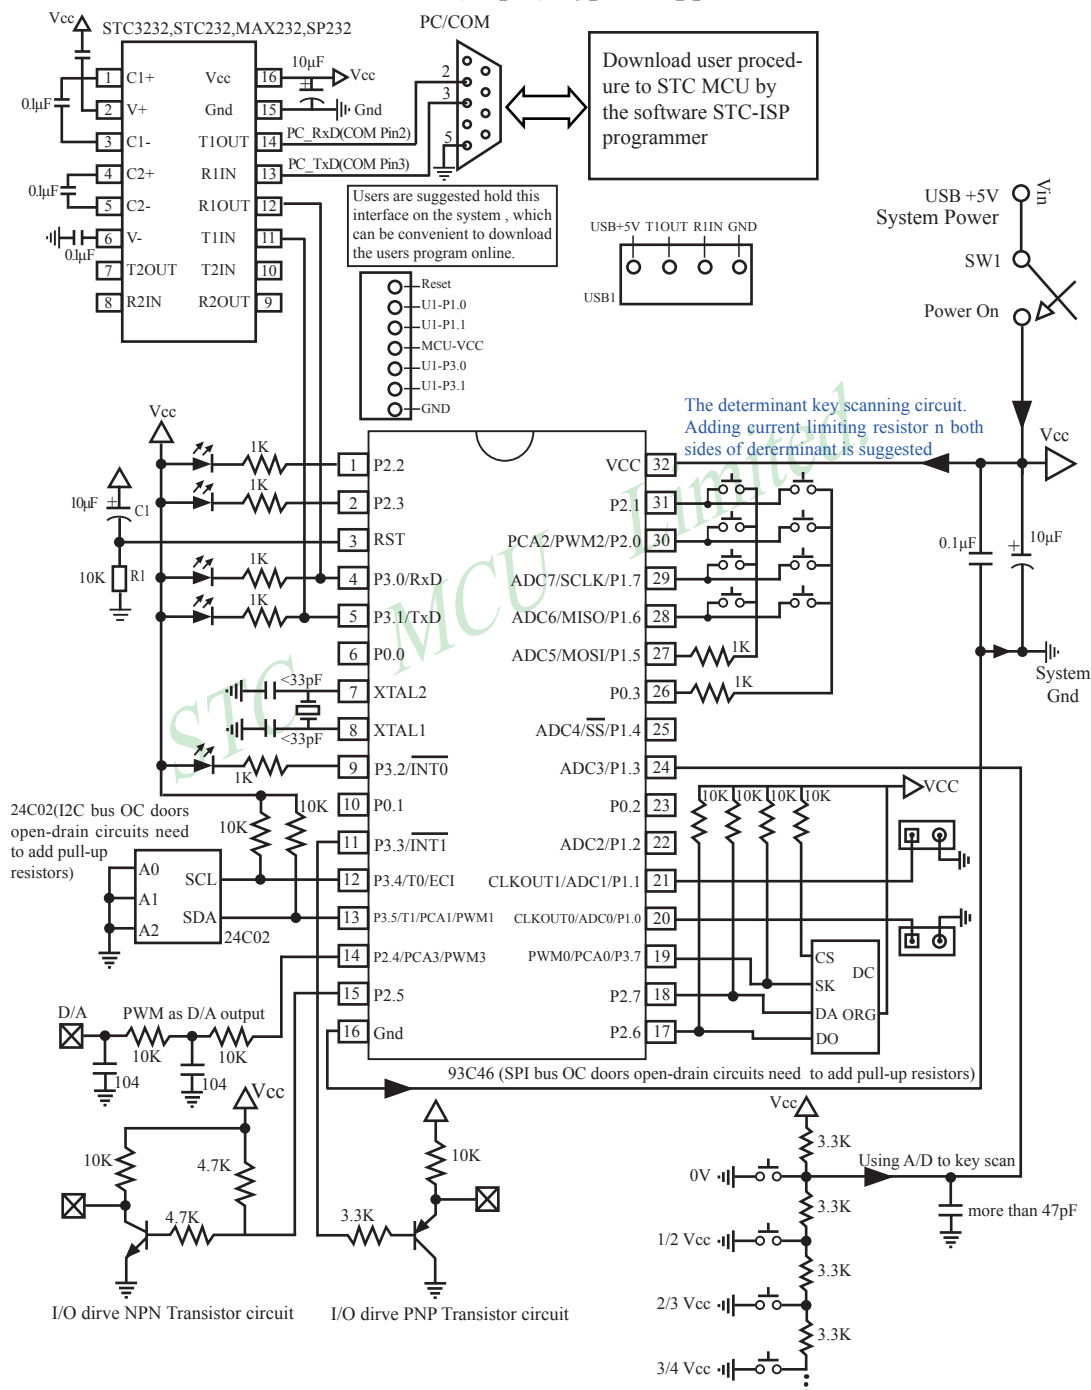 Vcc
STC3232,STC232,MAX232,SP232
PC/COM
1 C1+ Vcc 16
10μF
Vcc
0.1μF
2 V+ Gnd 15
Gnd
3 C1- T1OUT 14
PC_RxD(COM Pin2)
4 C2+ R1IN 13
PC_TxD(COM Pin3)
0.1μF
5 C2- R1OUT 12
6 V- T1IN 11
0.1μF
7 T2OUT T2IN 10
8 R2IN R2OUT 9
2
3
5
Download user proced-
ure to STC MCU by
the software STC-ISP
programmer
Users are suggested hold this
interface on the system , which
can be convenient to download
the users program online.
USB+5V T1OUT R1IN GND
USB1
USB +5V
System Power
Vin
SW1
Power On
Reset
U1-P1.0
U1-P1.1
MCU-VCC
U1-P3.0
U1-P3.1
GND
The determinant key scanning circuit.
Adding current limiting resistor n both
sides of dererminant is suggested
Vcc
Vcc
STC MCU Limited.
1K
1 P2.2 VCC 32
1K
2 P2.3 P2.1 31
10μF + C1
3 RST PCA2/PWM2/P2.0 30
0.1μF
+ 10μF
10K R1
1K
4 P3.0/RxD ADC7/SCLK/P1.7 29
1K
5 P3.1/TxD ADC6/MISO/P1.6 28
6 P0.0 ADC5/MOSI/P1.5 27
1K
<33pF
7 XTAL2 P0.3 26
1K
System
Gnd
<33pF
8 XTAL1 ADC4/SS/P1.4 25
1K
9 P3.2/INT0 ADC3/P1.3 24
10 P0.1 P0.2 23
10K 10K 10K 10K
VCC
24C02(I2C bus OC doors
open-drain circuits need
to add pull-up
resistors)
10K
10K
11 P3.3/INT1 ADC2/P1.2 22
A0
SCL
12 P3.4/T0/ECI CLKOUT1/ADC1/P1.1 21
A1
SDA
13 P3.5/T1/PCA1/PWM1 CLKOUT0/ADC0/P1.0 20
A2
24C02
14 P2.4/PCA3/PWM3 PWM0/PCA0/P3.7 19
CS
DC
SK
15 P2.5 P2.7 18
DA ORG
16 Gnd P2.6 17
DO
D/A
PWM as D/A output
10K
10K
104
104
93C46 (SPI bus OC doors open-drain circuits need to add pull-up resistors)
Vcc
10K
4.7K
4.7K
I/O dirve NPN Transistor circuit
10K
3.3K
I/O dirve PNP Transistor circuit
Vcc
3.3K
0V
Using A/D to key scan
3.3K
more than 47pF
1/2 Vcc
3.3K
2/3 Vcc
3.3K
3/4 Vcc